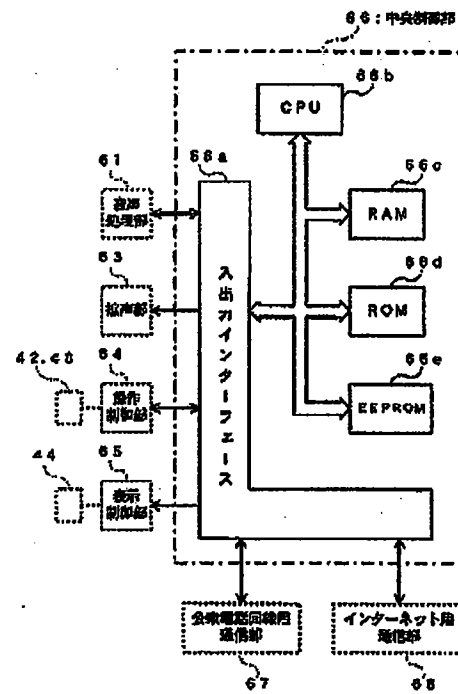 66:中央制御部
66b
CPU
61
66a
66c
音声
処理部
RAM
63
66d
拡声部
入出力インターフェース
ROM
64
42,43
操作
制御部
66e
EEPROM
65
44
表示
制御部
公衆電話回線用
通信部
インターネット用
通信部
67
68